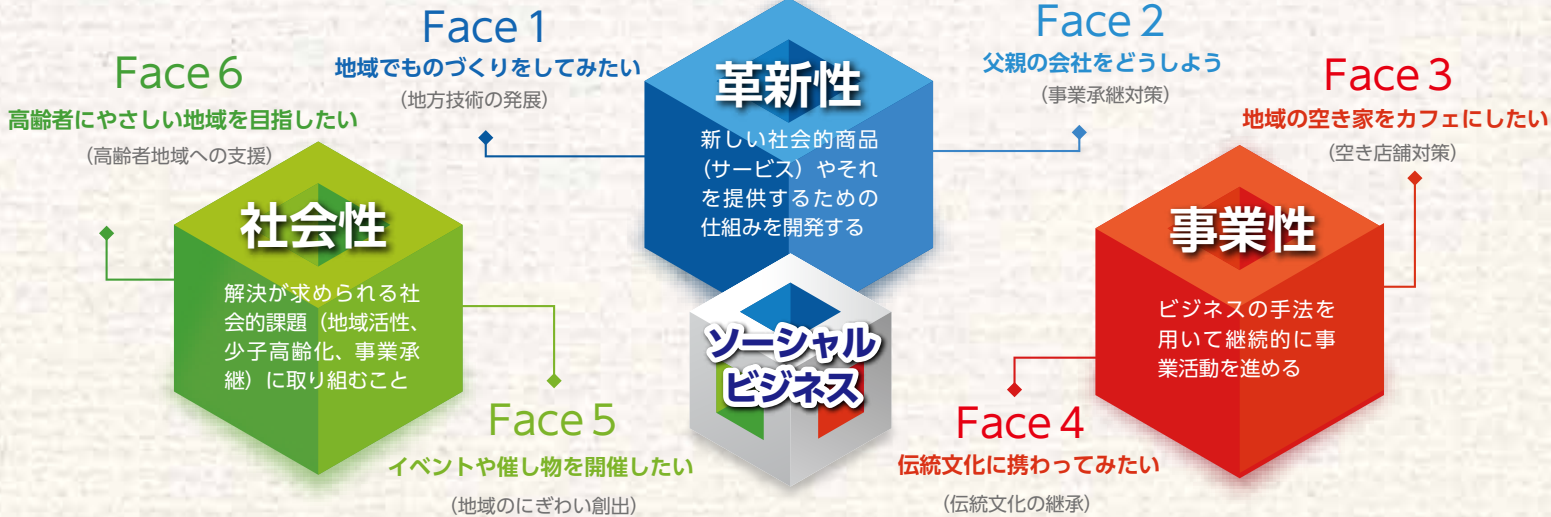 Face 1
地域でものづくりをしてみたい
（地方技術の発展）
Face 2
父親の会社をどうしよう
（事業承継対策）
Face 3
地域の空き家をカフェにしたい
（空き店舗対策）
Face 6
高齢者にやさしい地域を目指したい
（高齢者地域への支援）
革新性
新しい社会的商品
（サービス）やそれ
を提供するための
仕組みを開発する
社会性
解決が求められる社
会的課題（地域活性、
少子高齢化、事業承
継）に取り組むこと
事業性
ビジネスの手法を
用いて継続的に事
業活動を進める
ソーシャル
ビジネス
Face 5
イベントや催し物を開催したい
（地域のにぎわい創出）
Face 4
伝統文化に携わってみたい
（伝統文化の継承）